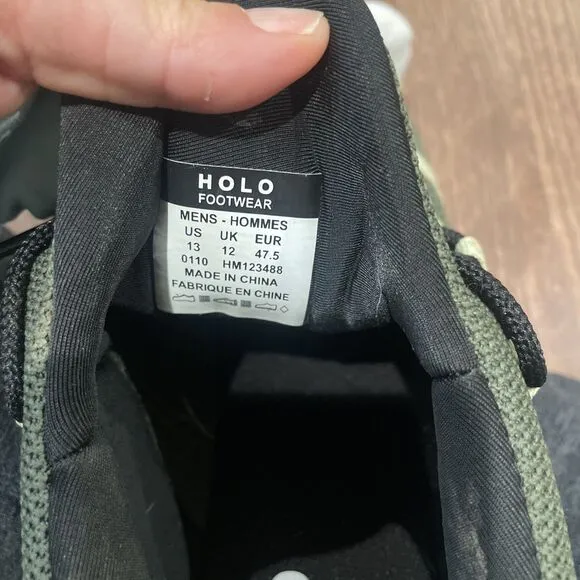 HOLO
FOOTWEAR
MENS - HOMMES
US UK EUR
13 12 47.5
0110 HM123488
MADE IN CHINA
FABRIQUE EN CHINE